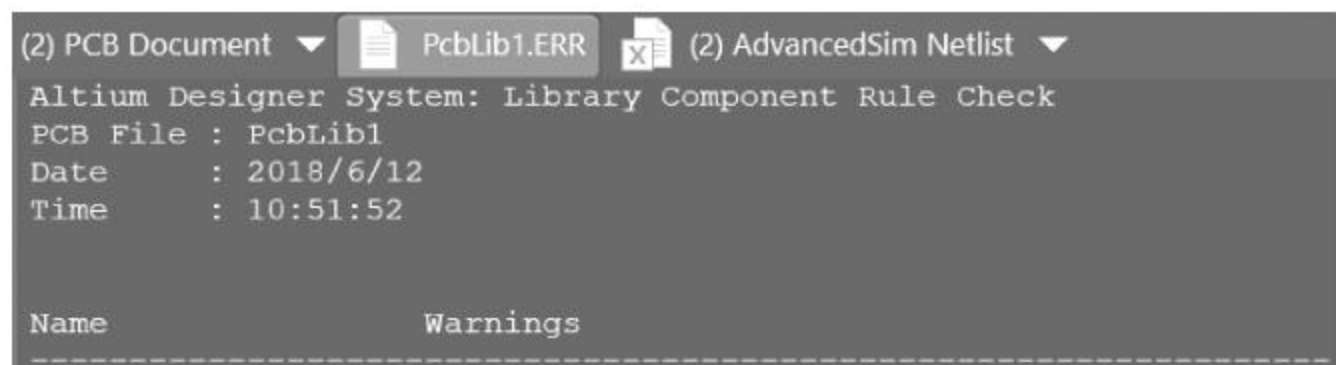 (2) PCB Document PcbLib1.ERR (2) AdvancedSim Netlist
Altium Designer System: Library Component Rule Check
PCB File : PcbLib1
Date     : 2018/6/12
Time     : 10:51:52
Name                Warnings
------------------------------------------------------------------